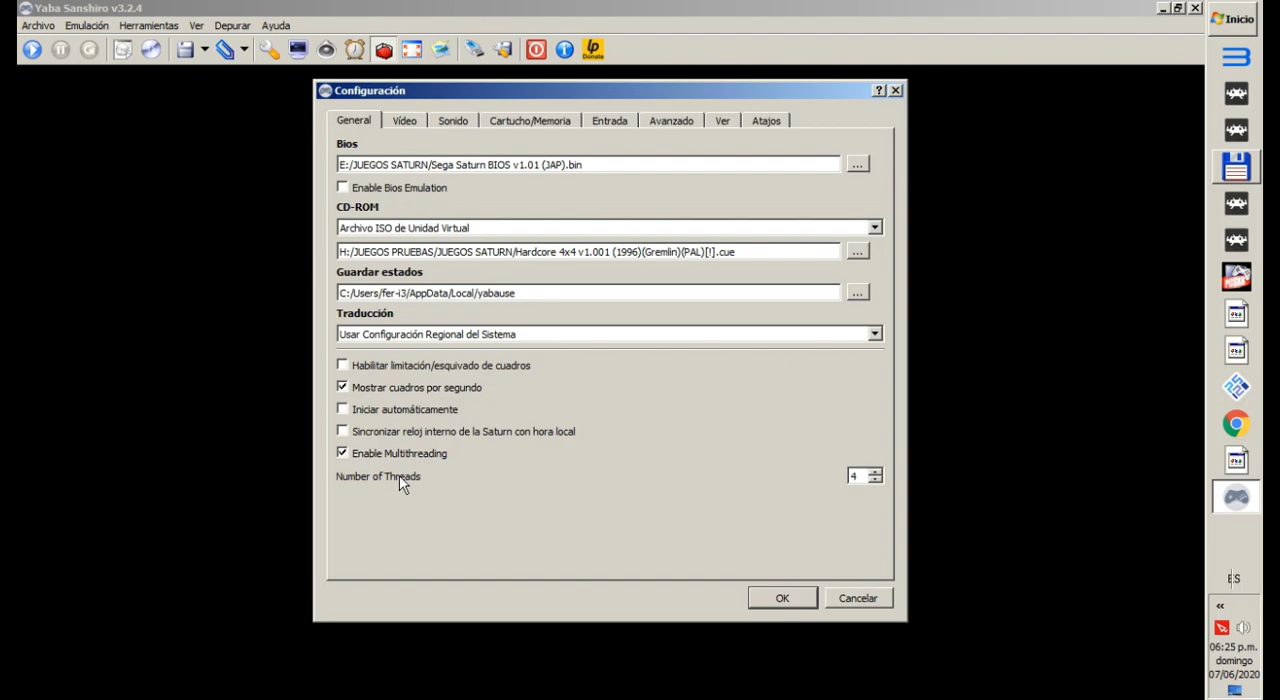 Yaba Sanshiro v3.2.4
Archivo Emulación Herramientas Ver Depurar Ayuda
LP
Donate
Configuración
General Vídeo Sonido Cartucho/Memoria Entrada Avanzado Ver Atajos
Bios
E:/JUEGOS SATURN/Sega Saturn BIOS v1.01 (JAP).bin
...
Enable Bios Emulation
CD-ROM
Archivo ISO de Unidad Virtual
H:/JUEGOS PRUEBAS/JUEGOS SATURN/Hardcore 4x4 v1.001 (1996)(Gremlin)(PAL)[!].cue
...
Guardar estados
C:/Users/fer-i3/AppData/Local/yabause
...
Traducción
Usar Configuración Regional del Sistema
Habilitar limitación/esquivado de cuadros
Mostrar cuadros por segundo
Iniciar automáticamente
Sincronizar reloj interno de la Saturn con hora local
Enable Multithreading
Number of Threads 4
OK Cancelar
Inicio
ES
«
06:25 p.m.
domingo
07/06/2020